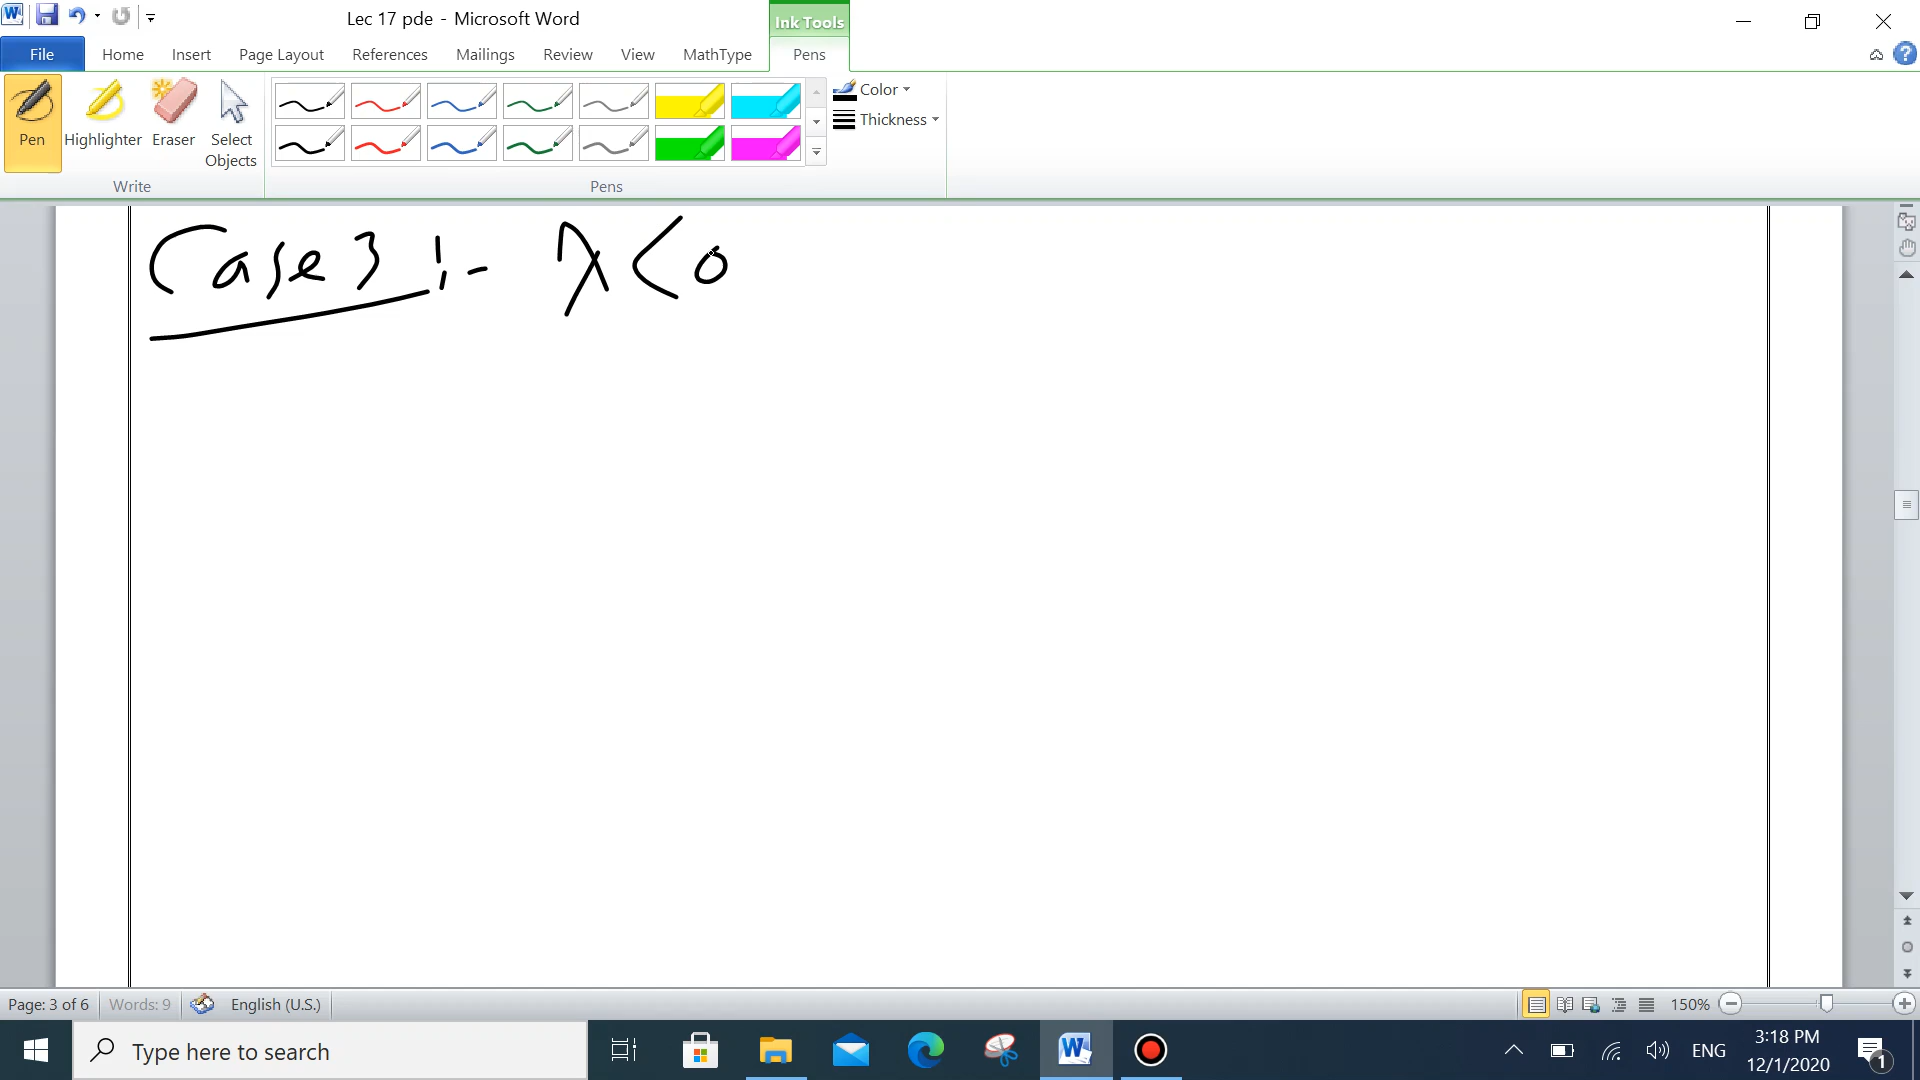 Lec 17 pde - Microsoft Word
Ink Tools
File Home Insert Page Layout References Mailings Review View MathType Pens
Pen Highlighter Eraser Select Objects
Color
Thickness
Write Pens
Case 3 :- λ < 0
Page: 3 of 6 Words: 9 English (U.S.) 150%
Type here to search
ENG
3:18 PM
12/1/2020
1